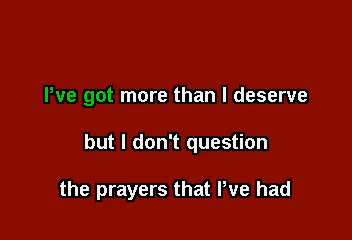 I’ve got more than I deserve
but I don't question
the prayers that I’ve had